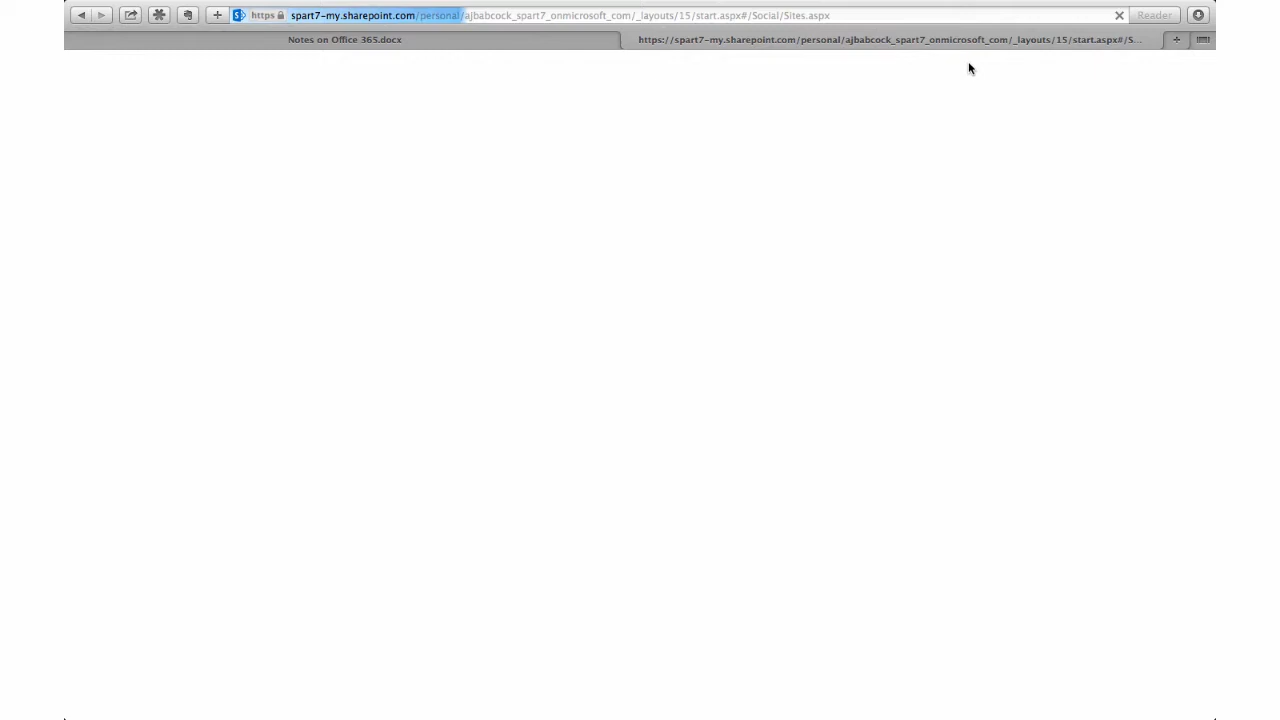 https spart7-my.sharepoint.com/personal/ajbabcock_spart7_onmicrosoft_com/_layouts/15/start.aspx#/Social/Sites.aspx Reader
Notes on Office 365.docx https://spart7-my.sharepoint.com/personal/ajbabcock_spart7_onmicrosoft_com/_layouts/15/start.aspx#/S...